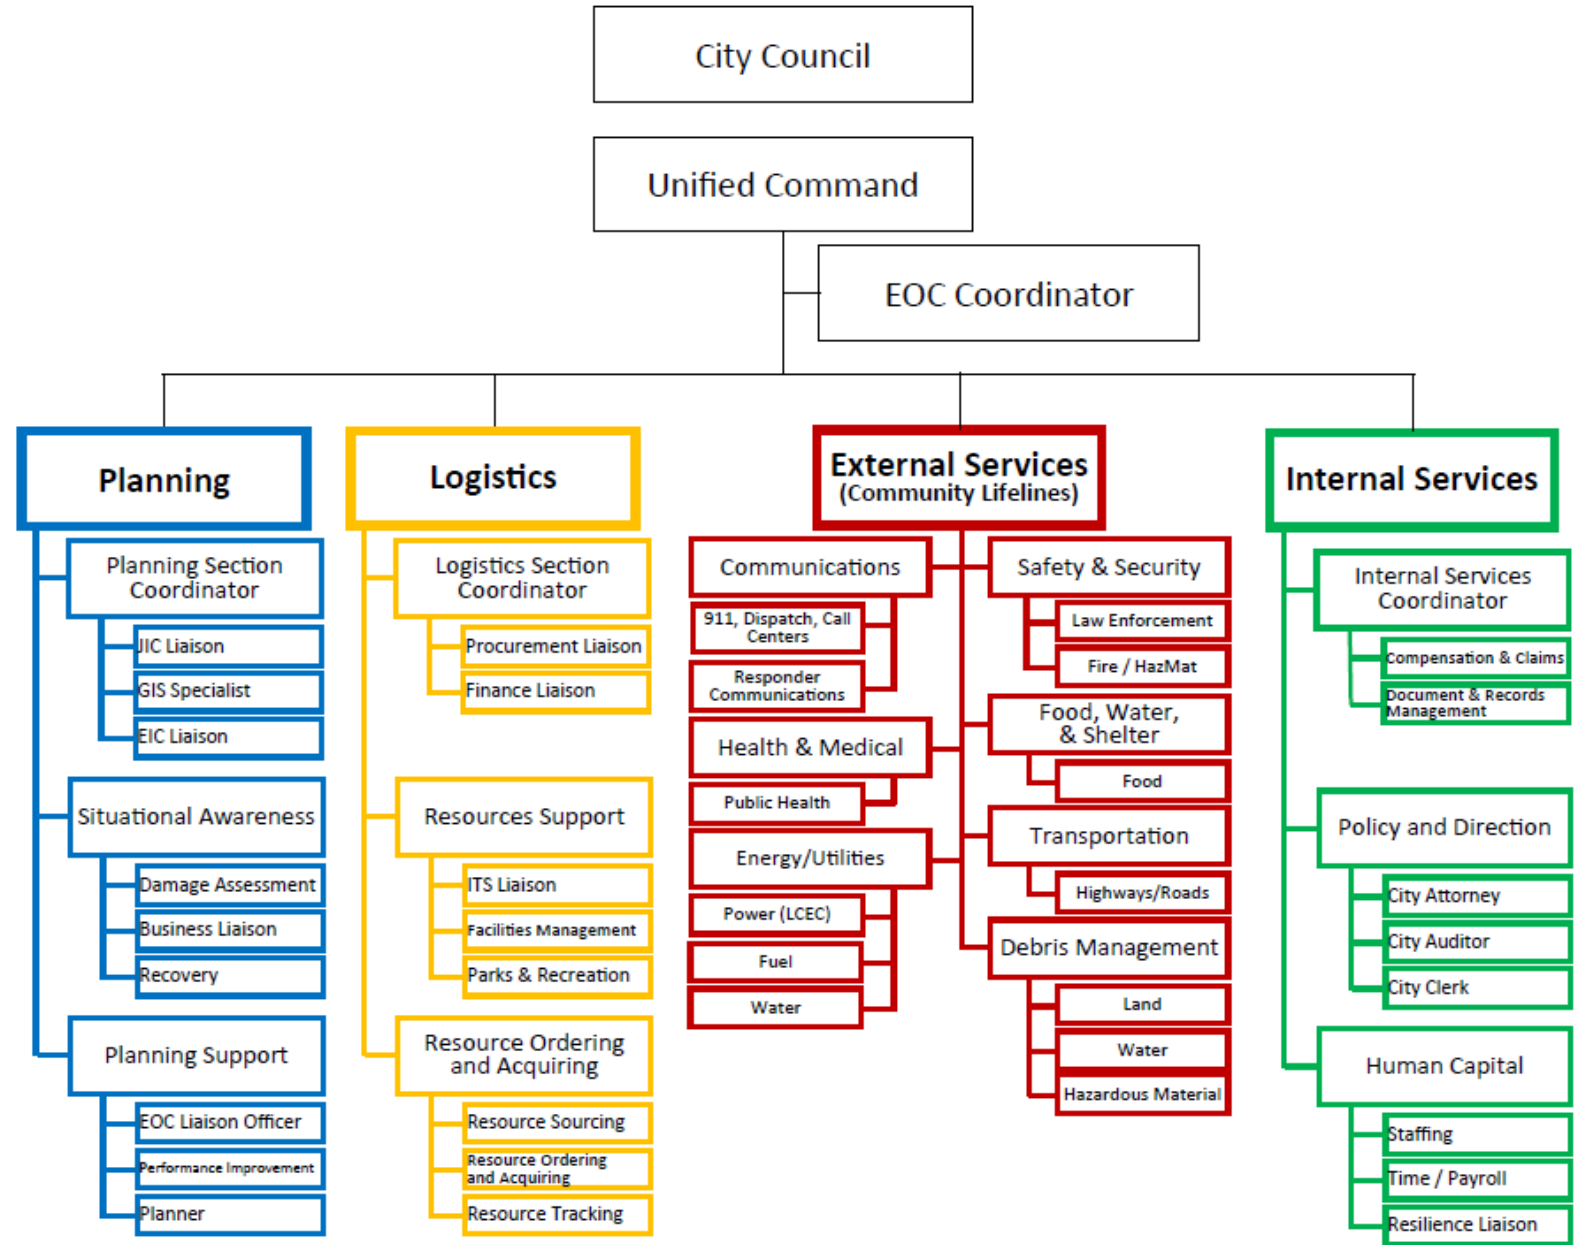 City Council
Unified Command
EOC Coordinator
Planning
Planning Section
Coordinator
JIC Liaison
GIS Specialist
EIC Liaison
Situational Awareness
Damage Assessment
Business Liaison
Recovery
Planning Support
EOC Liaison Officer
Performance Improvement
Planner
Logistics
Logistics Section
Coordinator
Procurement Liaison
Finance Liaison
Resources Support
ITS Liaison
Facilities Management
Parks & Recreation
Resource Ordering
and Acquiring
Resource Sourcing
Resource Ordering
and Acquiring
Resource Tracking
External Services
(Community Lifelines)
Communications
911, Dispatch, Call
Centers
Responder
Communications
Health & Medical
Public Health
Energy/Utilities
Power (LCEC)
Fuel
Water
Safety & Security
Law Enforcement
Fire / HazMat
Food, Water,
& Shelter
Food
Transportation
Highways/Roads
Debris Management
Land
Water
Hazardous Material
Internal Services
Internal Services
Coordinator
Compensation & Claims
Document & Records
Management
Policy and Direction
City Attorney
City Auditor
City Clerk
Human Capital
Staffing
Time / Payroll
Resilience Liaison